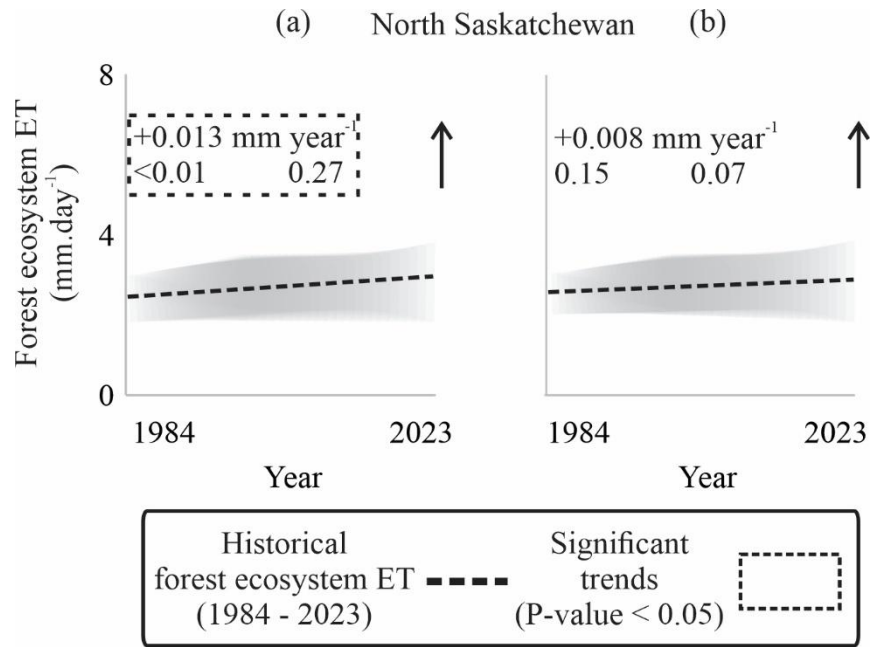 (a) North Saskatchewan (b)
Forest ecosystem ET
(mm.day⁻¹)
8
4
0
+0.013 mm year⁻¹
<0.01 0.27
1984 2023
Year
+0.008 mm year⁻¹
0.15 0.07
1984 2023
Year
Historical
forest ecosystem ET
(1984 - 2023)
Significant
trends
(P-value < 0.05)